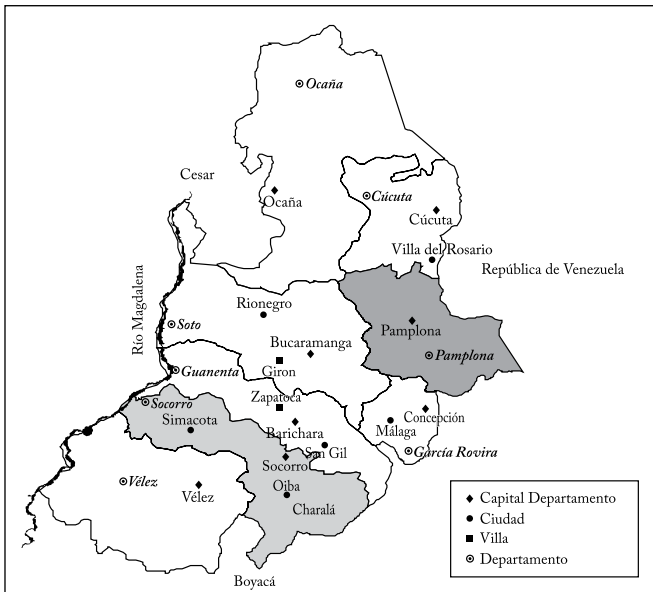 Ocaña
Cesar
Ocaña
Cúcuta
Cúcuta
Villa del Rosario
República de Venezuela
Río Magdalena
Rionegro
Soto
Pamplona
Bucaramanga
Pamplona
Guanenta
Giron
Zapatoca
Socorro
Concepción
Simacota
Barichara
Málaga
San Gil
García Rovira
Socorro
Vélez
Vélez
Oiba
Charalá
Boyacá
Capital Departamento
Ciudad
Villa
Departamento